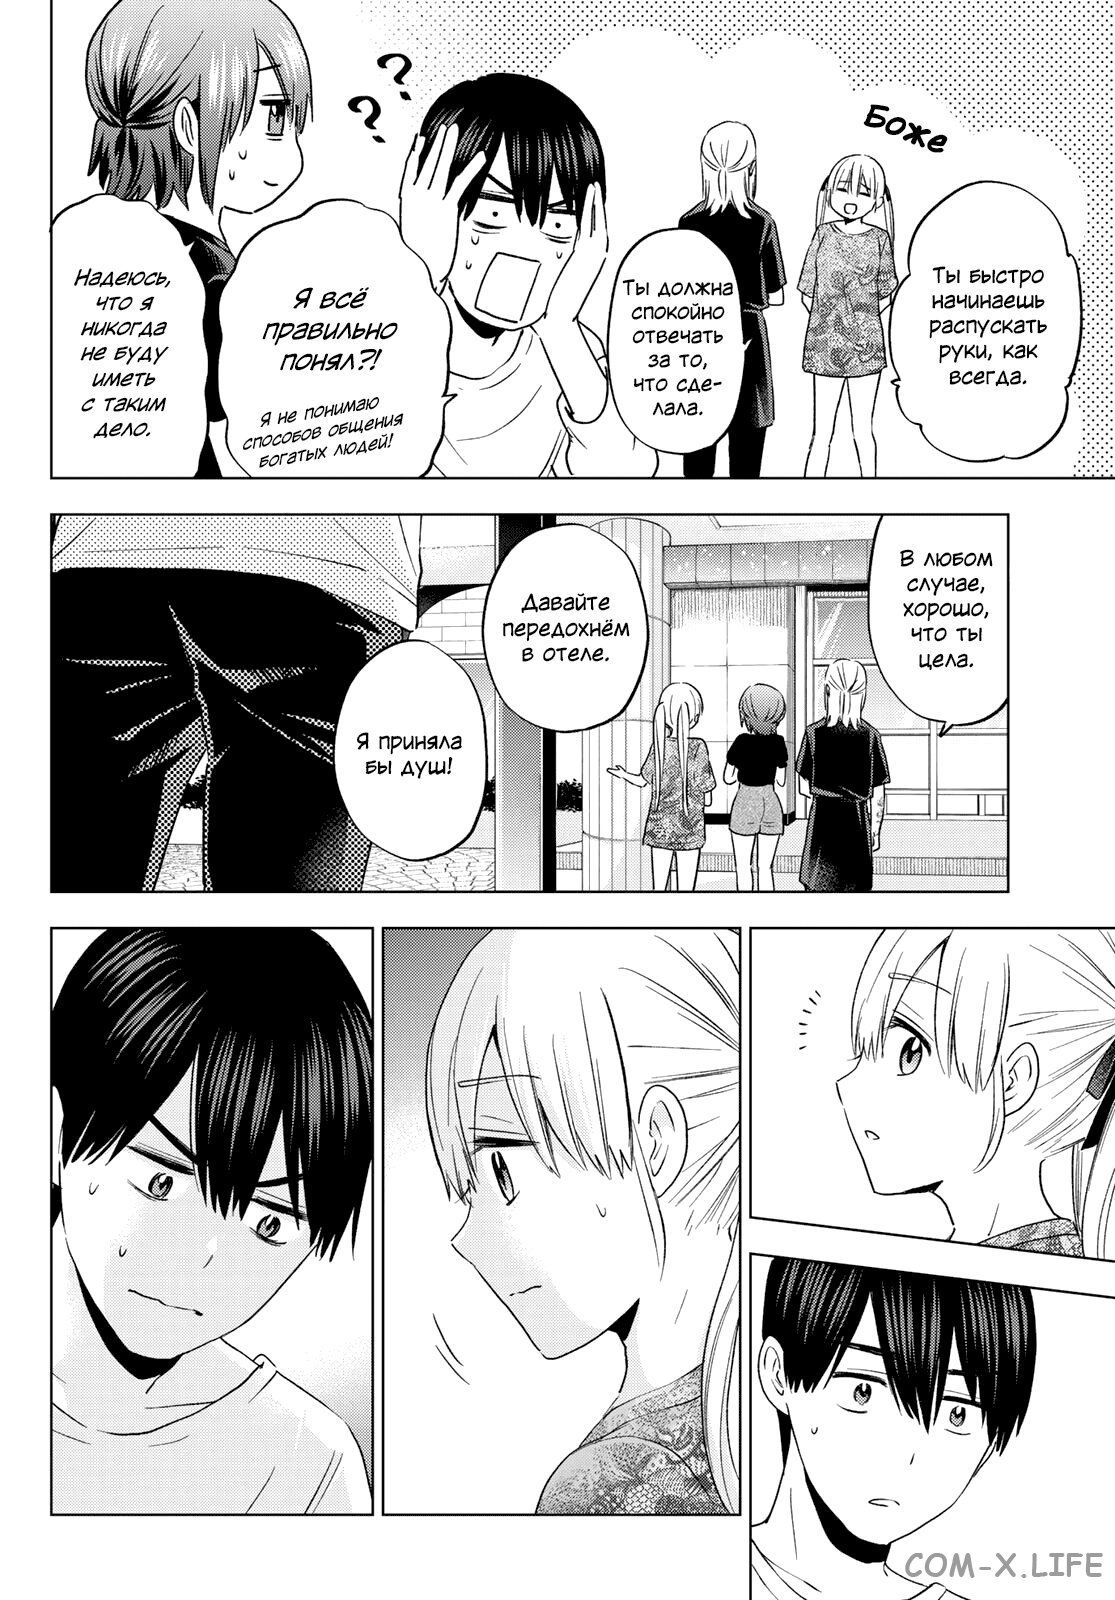 Боже
Ты быстро
начинаешь
распускать
руки, как
всегда.
Ты должна
спокойно
отвечать
за то,
что сде-
лала.
? ? ?
Я всё
правильно
понял?!
Я не понимаю
способов общения
богатых людей!
Надеюсь,
что я
никогда
не буду
иметь
с таким
дело.
В любом
случае,
хорошо,
что ты
цела.
Давайте
передохнём
в отеле.
Я приняла
бы душ!
COM-X.LIFE